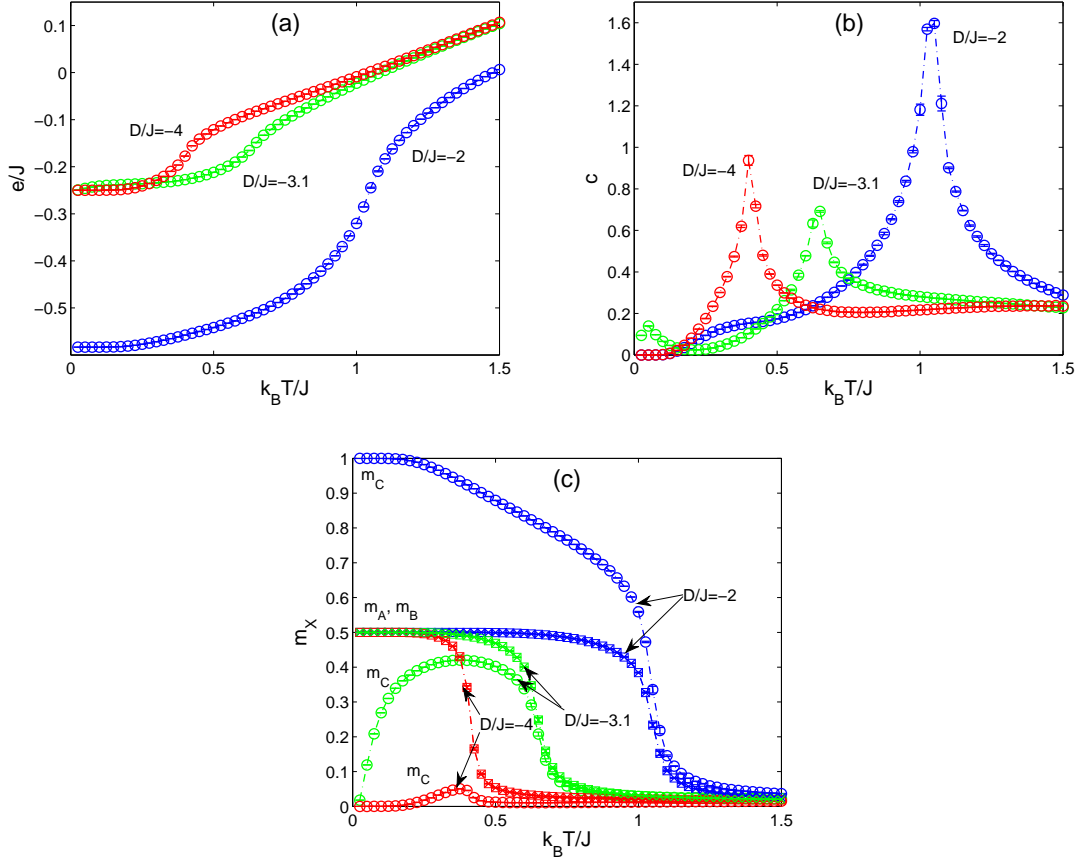 (a)
0.1
0
−0.1
−0.2
−0.3
−0.4
−0.5
e/J
D/J=−4
D/J=−3.1
D/J=−2
0
0.5
1
1.5
k_B T/J
(b)
1.6
1.4
1.2
1
0.8
0.6
0.4
0.2
0
c
D/J=−2
D/J=−4
D/J=−3.1
0
0.5
1
1.5
k_B T/J
(c)
1
0.9
0.8
0.7
0.6
0.5
0.4
0.3
0.2
0.1
0
m_X
m_C
m_A, m_B
m_C
m_C
D/J=−2
D/J=−4
D/J=−3.1
0
0.5
1
1.5
k_B T/J